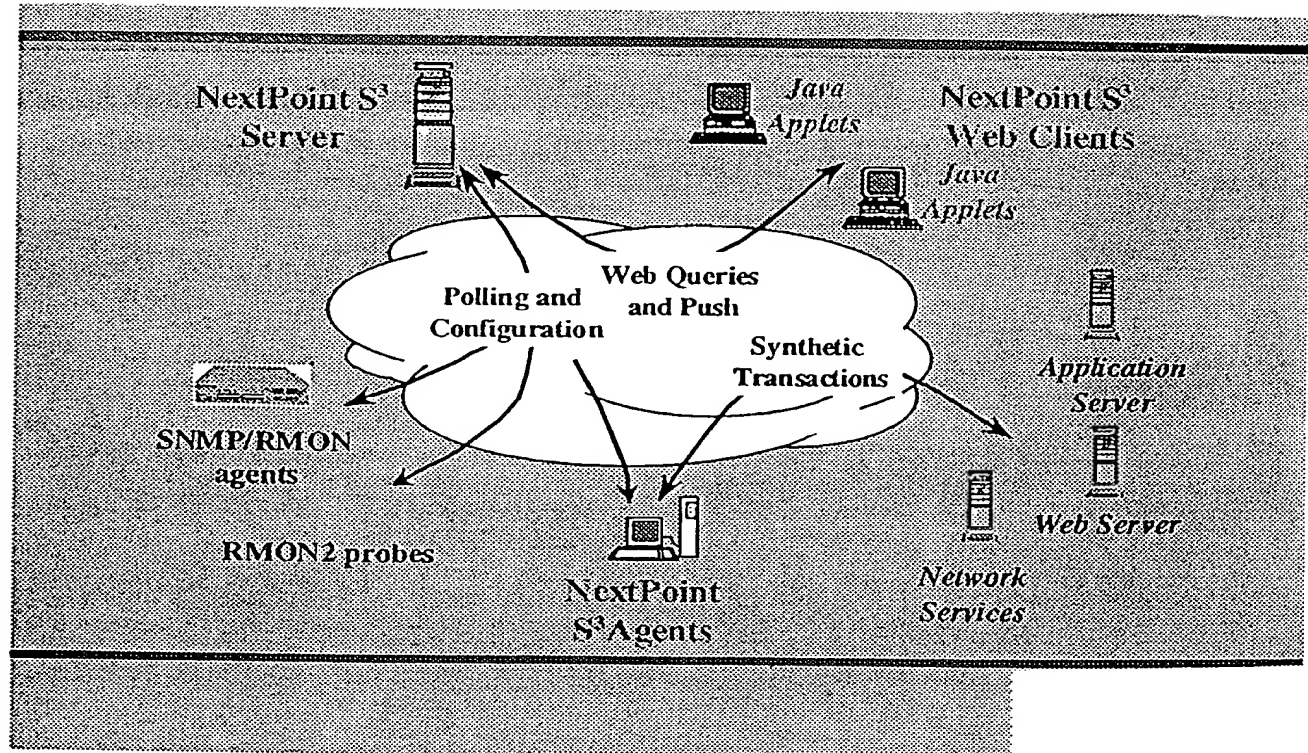 NextPoint S³
Server
Java
Applets
NextPoint S³
Web Clients
Java
Applets
Web Queries
and Push
Polling and
Configuration
Synthetic
Transactions
Application
Server
SNMP/RMON
agents
RMON2 probes
Web Server
Network
Services
NextPoint
S³Agents